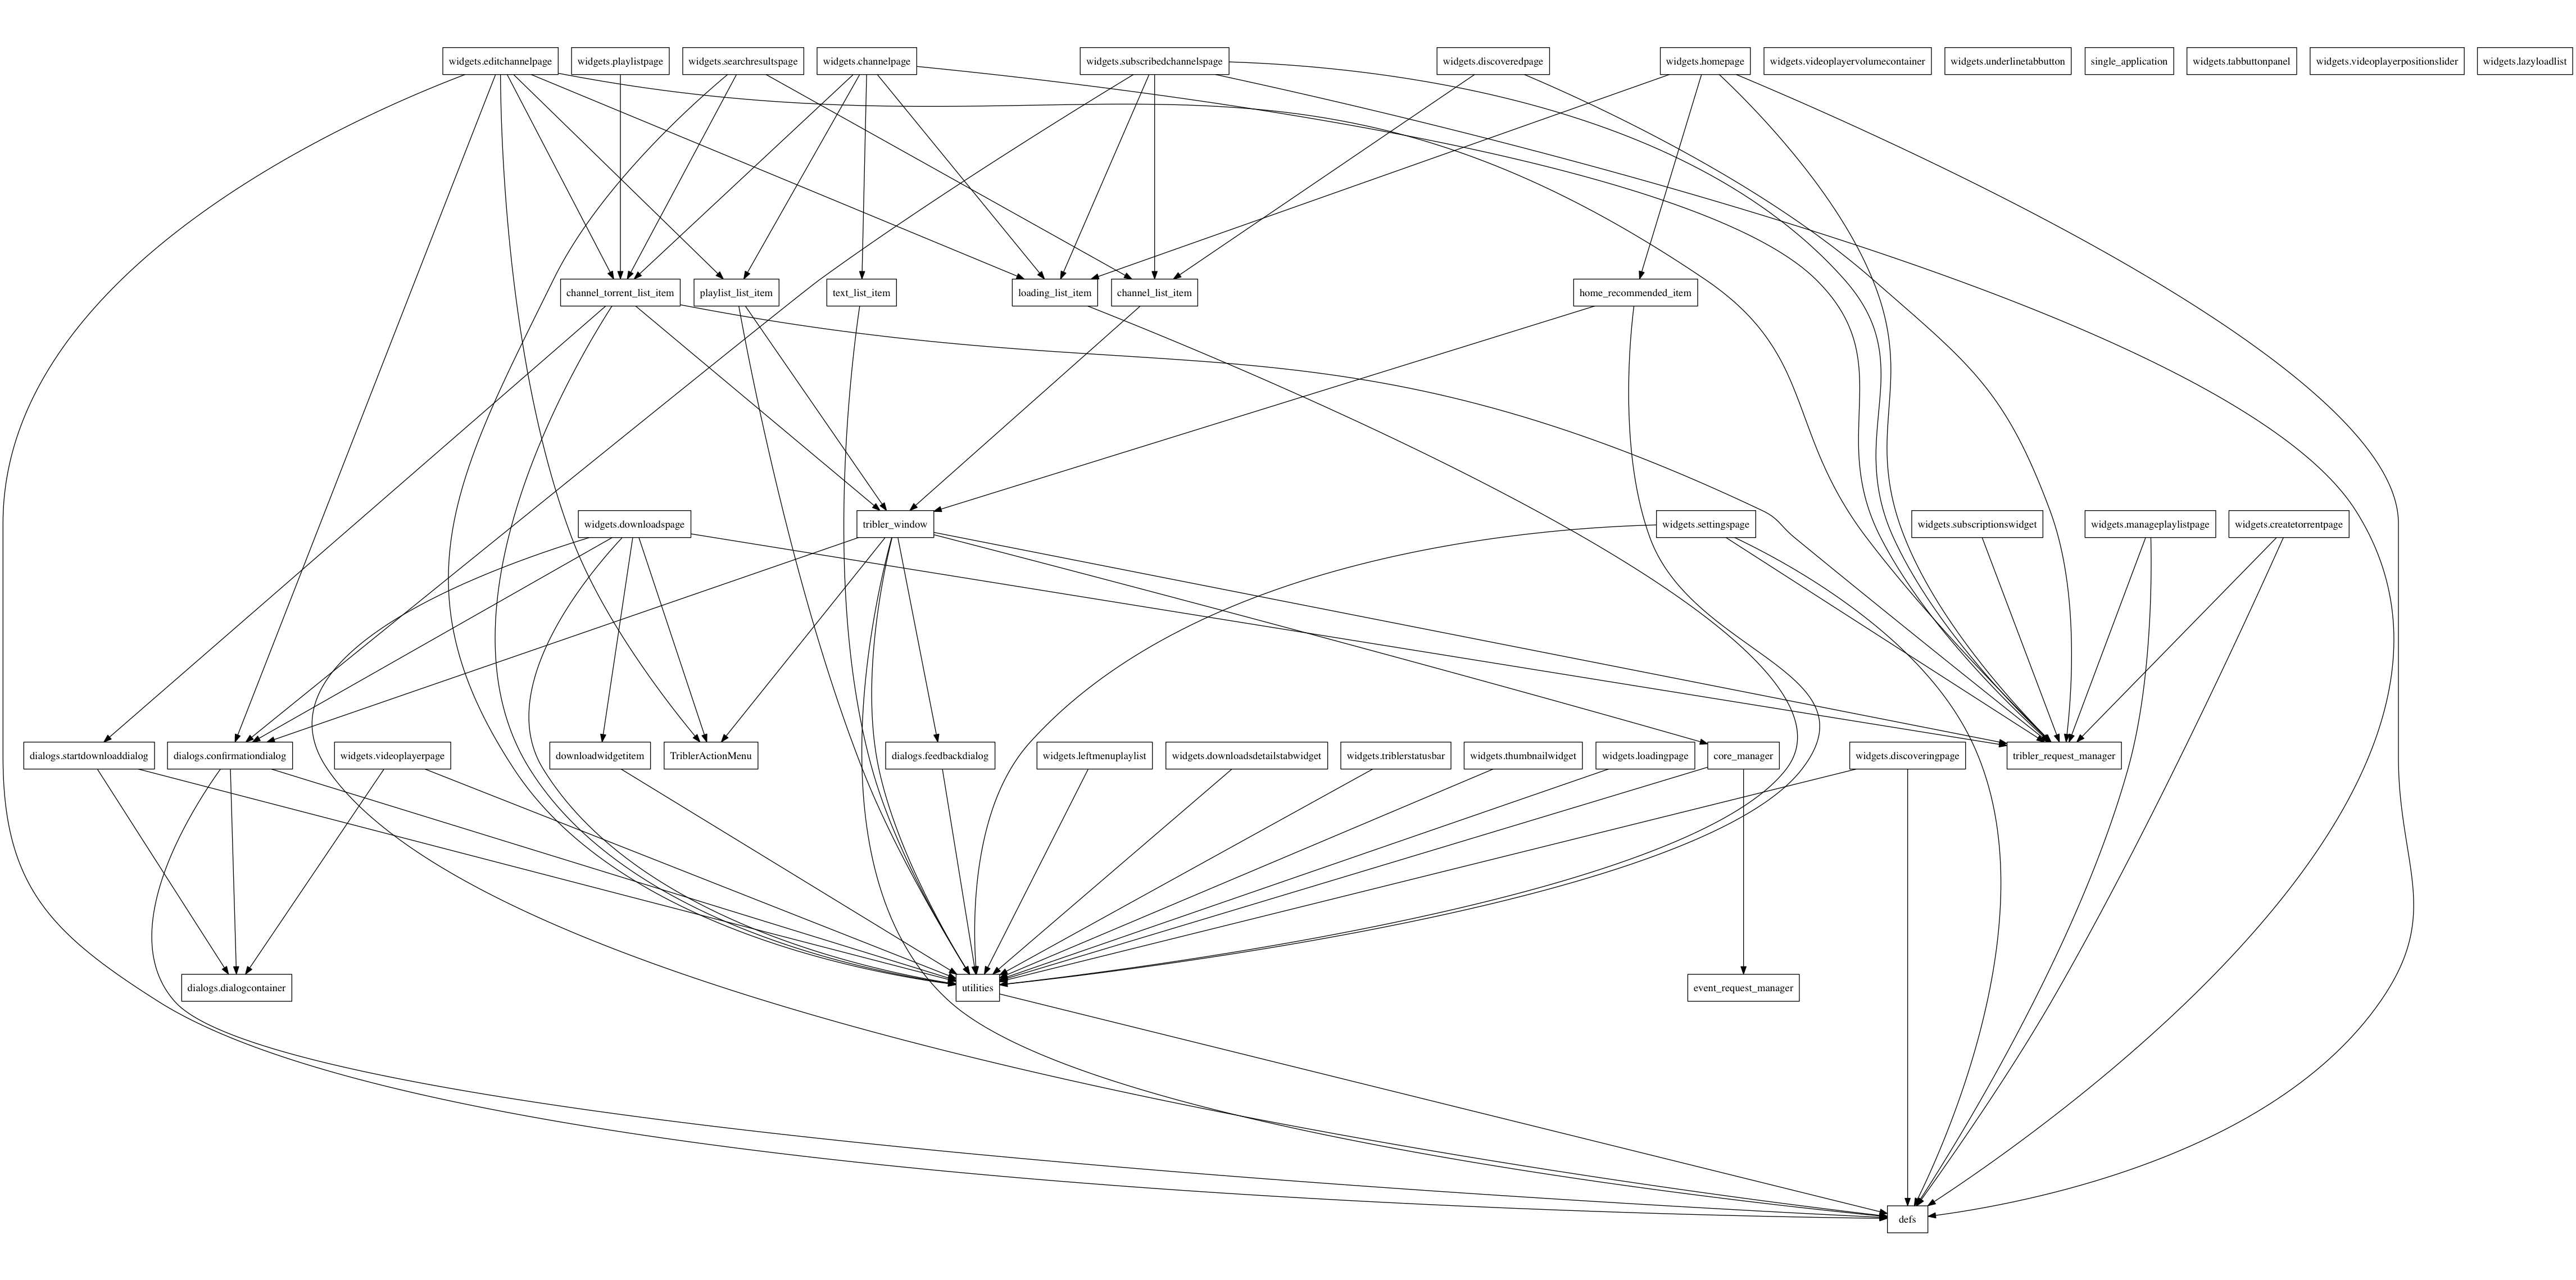 widgets.editchannelpage
widgets.playlistpage
widgets.searchresultspage
widgets.channelpage
widgets.subscribedchannelspage
widgets.discoveredpage
widgets.homepage
widgets.videoplayervolumecontainer
widgets.underlinetabbutton
single_application
widgets.tabbuttonpanel
widgets.videoplayerpositionslider
widgets.lazyloadlist
channel_torrent_list_item
playlist_list_item
text_list_item
loading_list_item
channel_list_item
home_recommended_item
widgets.downloadspage
tribler_window
widgets.settingspage
widgets.subscriptionswidget
widgets.manageplaylistpage
widgets.createtorrentpage
dialogs.startdownloaddialog
dialogs.confirmationdialog
widgets.videoplayerpage
downloadwidgetitem
TriblerActionMenu
dialogs.feedbackdialog
widgets.leftmenuplaylist
widgets.downloadsdetailstabwidget
widgets.triblerstatusbar
widgets.thumbnailwidget
widgets.loadingpage
core_manager
widgets.discoveringpage
tribler_request_manager
dialogs.dialogcontainer
utilities
event_request_manager
defs